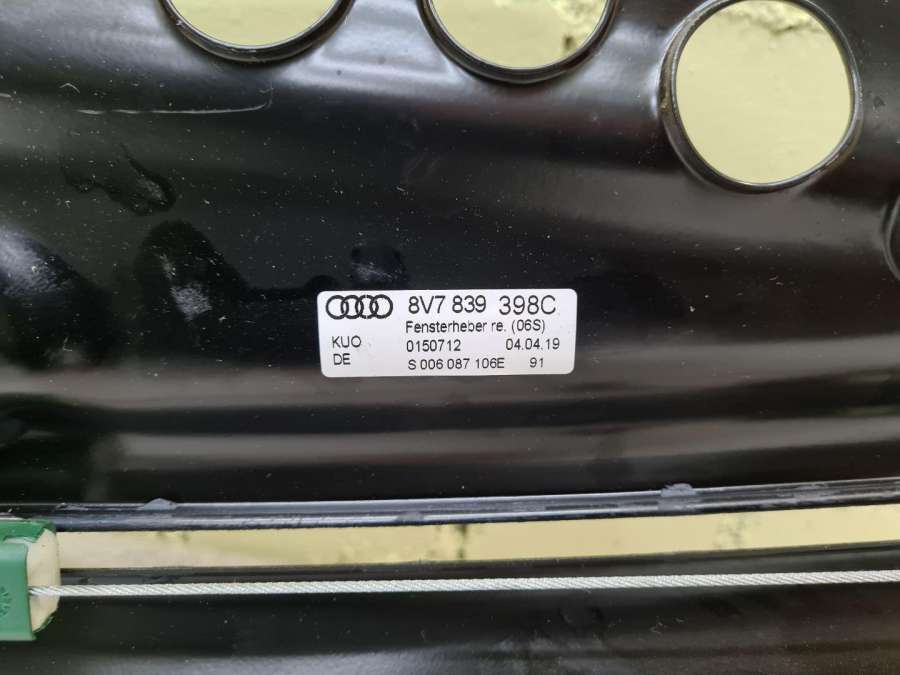 8V7 839 398C
Fensterheber re. (06S)
KUO 0150712 04.04.19
DE S 006 087 106E 91